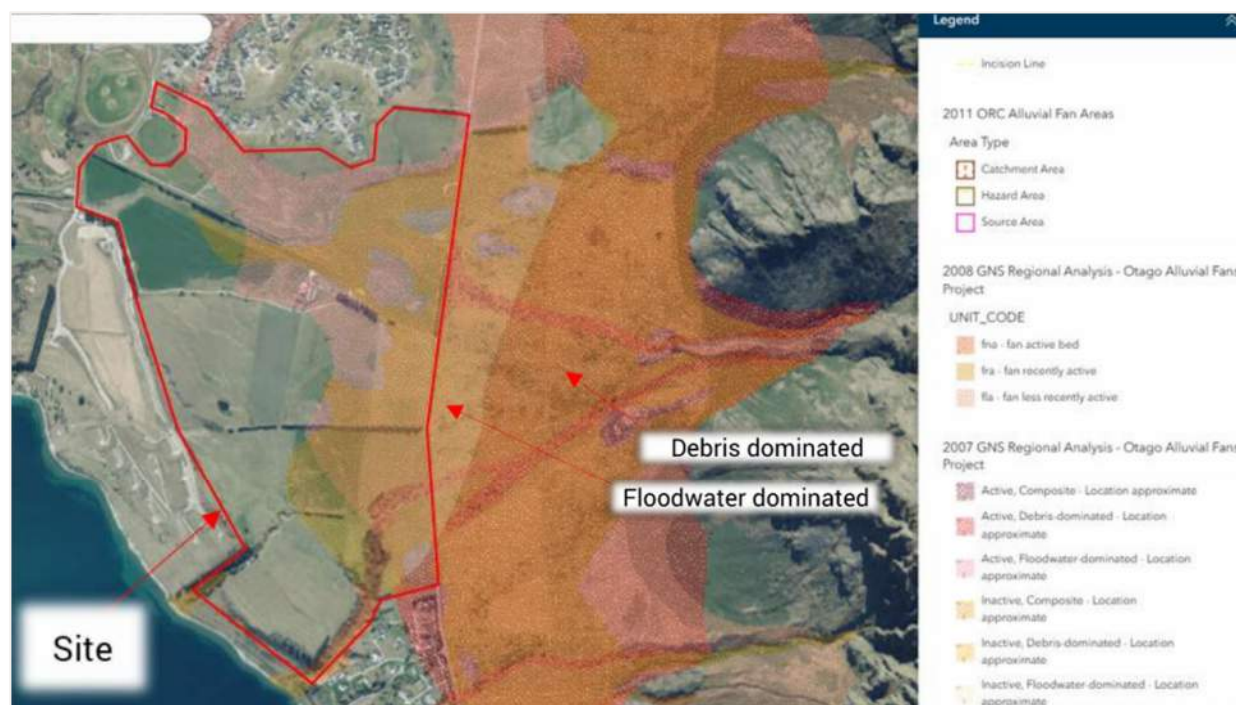 Legend
Incision Line
2011 ORC Alluvial Fan Areas
Area Type
Catchment Area
Hazard Area
Source Area
2008 GNS Regional Analysis - Otago Alluvial Fans
Project
UNIT_CODE
fna - fan active bed
fra - fan recently active
fla - fan less recently active
2007 GNS Regional Analysis - Otago Alluvial Fans
Project
Active, Composite - Location approximate
Active, Debris-dominated - Location
approximate
Active, Floodwater-dominated - Location
approximate
Inactive, Composite - Location
approximate
Inactive, Debris-dominated - Location
approximate
Inactive, Floodwater-dominated - Location
approximate
Debris dominated
Floodwater dominated
Site